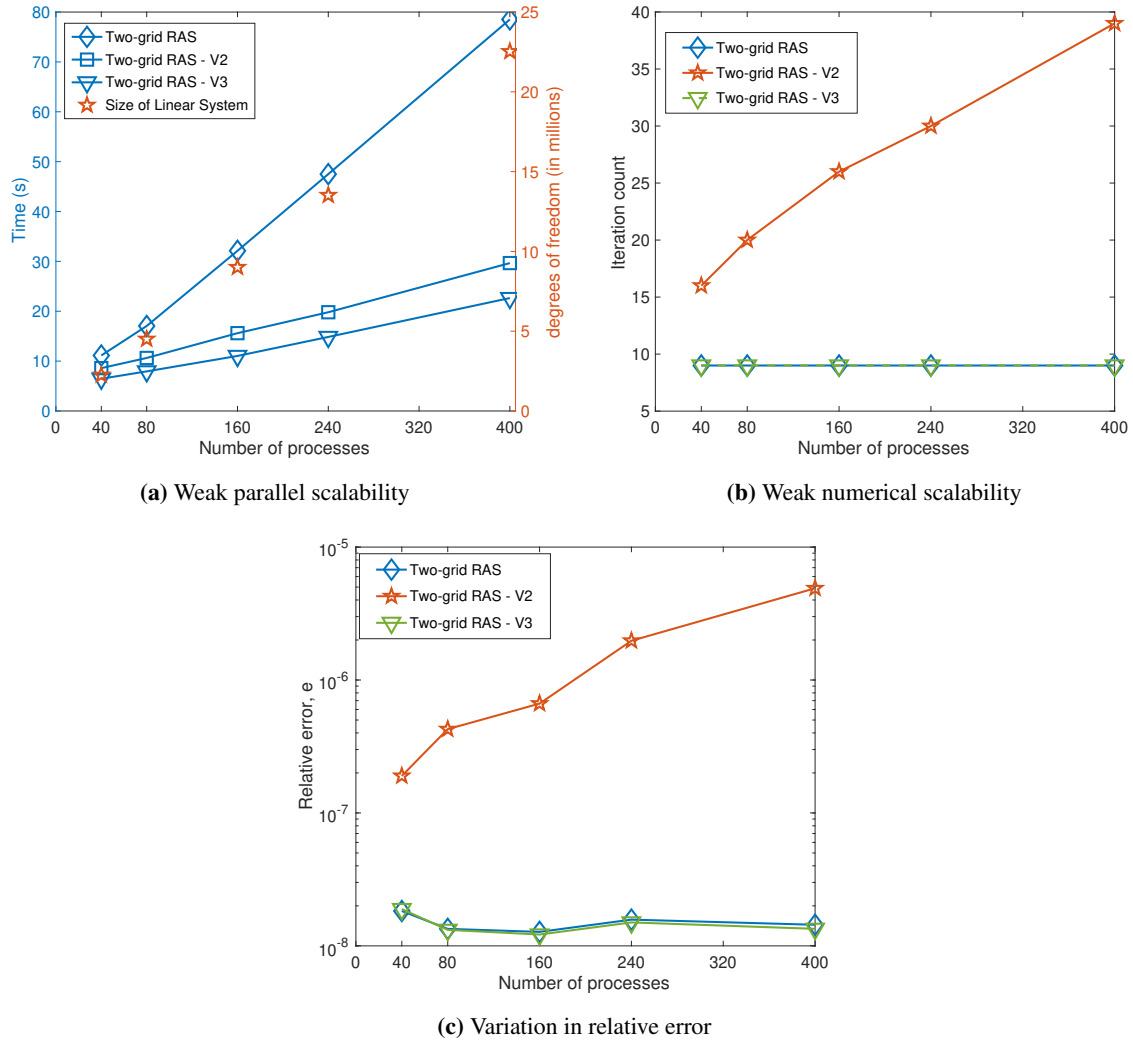 80
70
60
50
40
30
20
10
0
Time (s)
0
40
80
160
240
320
400
Number of processes
25
20
15
10
5
0
degrees of freedom (in millions)
Two-grid RAS
Two-grid RAS - V2
Two-grid RAS - V3
Size of Linear System
(a) Weak parallel scalability
40
35
30
25
20
15
10
5
Iteration count
0
40
80
160
240
320
400
Number of processes
Two-grid RAS
Two-grid RAS - V2
Two-grid RAS - V3
(b) Weak numerical scalability
10^-5
10^-6
10^-7
10^-8
Relative error, e
0
40
80
160
240
320
400
Number of processes
Two-grid RAS
Two-grid RAS - V2
Two-grid RAS - V3
(c) Variation in relative error